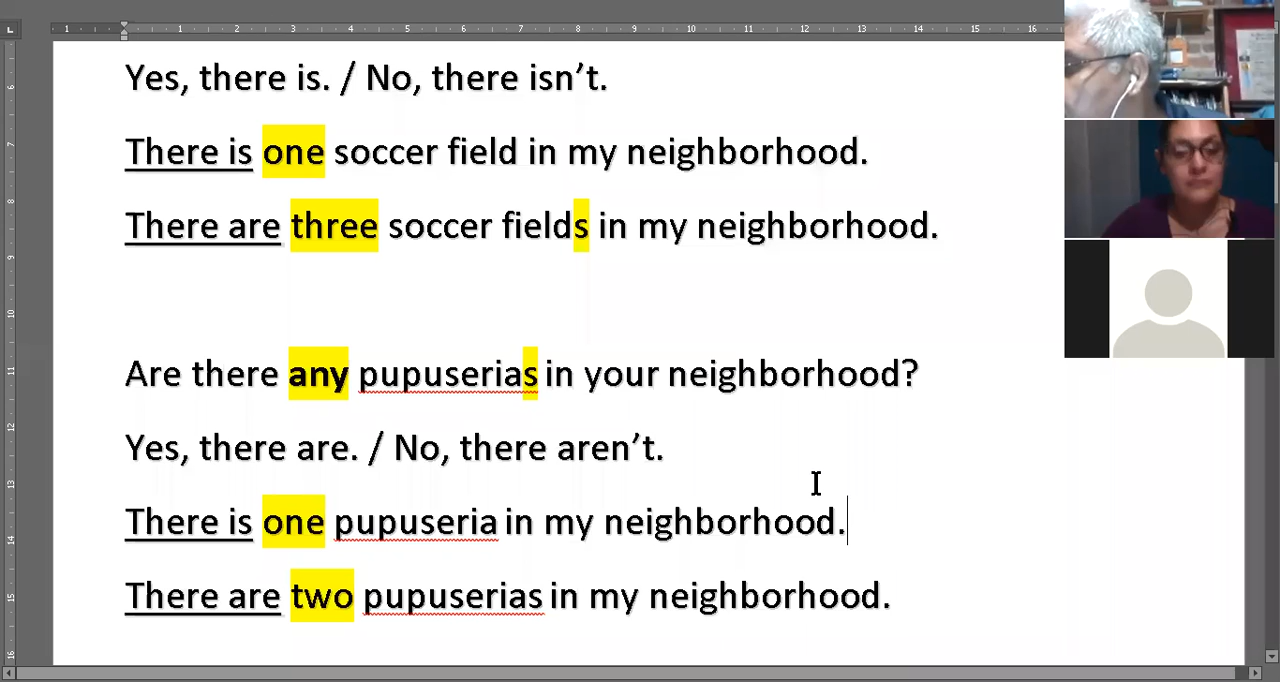 Yes, there is. / No, there isn’t.
There is one soccer field in my neighborhood.
There are three soccer fields in my neighborhood.
Are there any pupuserias in your neighborhood?
Yes, there are. / No, there aren’t.
There is one pupuseria in my neighborhood.
There are two pupuserias in my neighborhood.